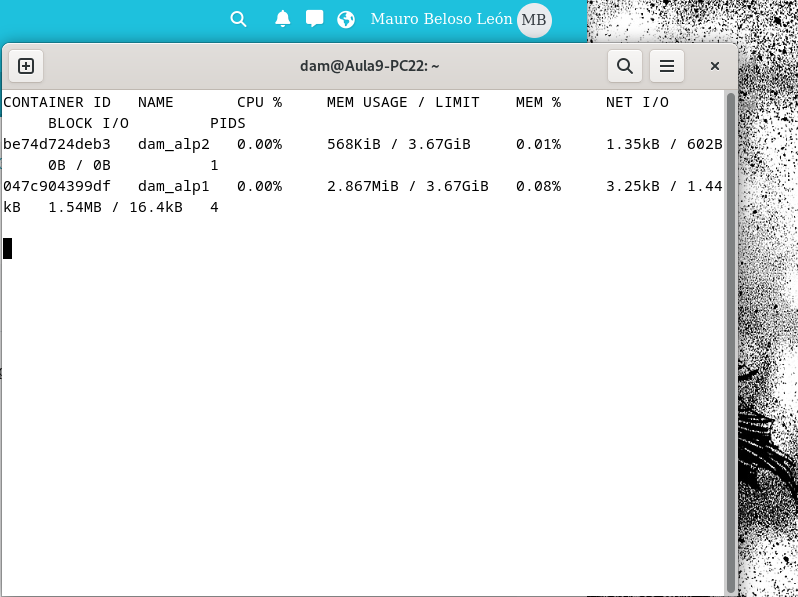 Mauro Beloso León MB
dam@Aula9-PC22: ~
CONTAINER ID   NAME       CPU %     MEM USAGE / LIMIT    MEM %     NET I/O
     BLOCK I/O         PIDS
be74d724deb3   dam_alp2   0.00%     568KiB / 3.67GiB     0.01%     1.35kB / 602B
     0B / 0B           1
047c904399df   dam_alp1   0.00%     2.867MiB / 3.67GiB   0.08%     3.25kB / 1.44
kB   1.54MB / 16.4kB   4